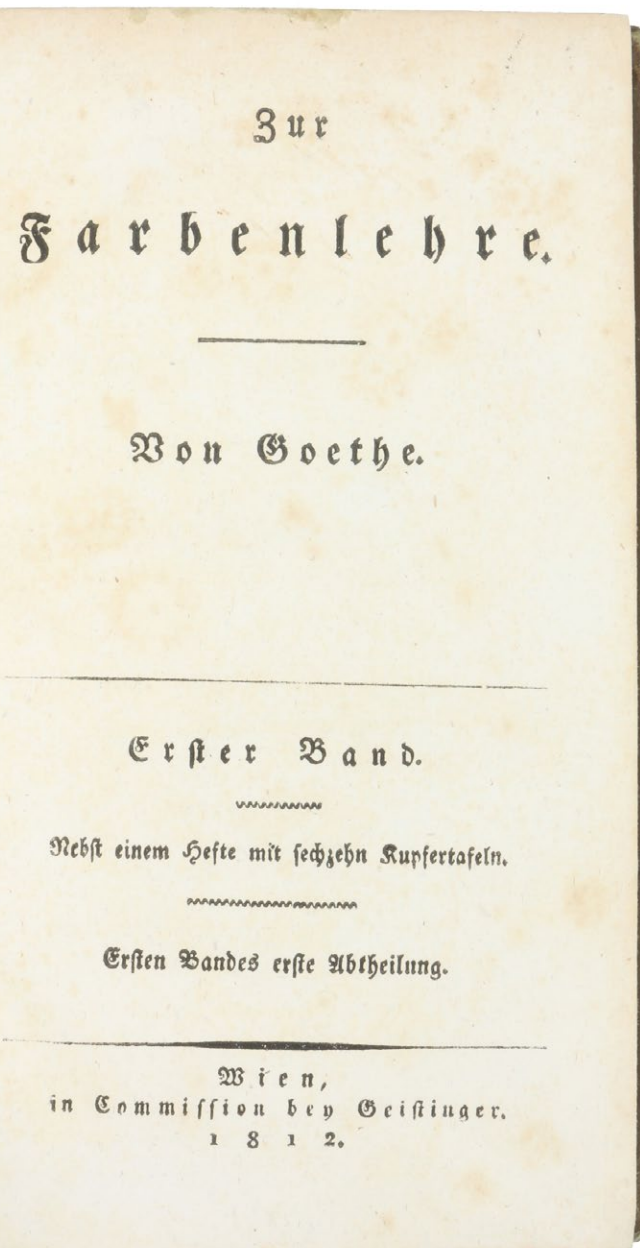 Zur
Farbenlehre.
Von Goethe.
Erster Band.
Nebst einem Hefte mit sechzehn Kupfertafeln.
Ersten Bandes erste Abtheilung.
Wien,
in Commission bey Geistinger.
1812.